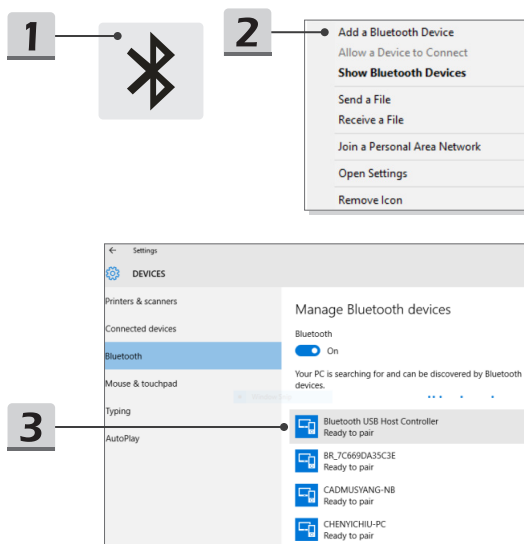 1
2
Add a Bluetooth Device
Allow a Device to Connect
Show Bluetooth Devices
Send a File
Receive a File
Join a Personal Area Network
Open Settings
Remove Icon
Settings
DEVICES
Printers & scanners
Connected devices
Bluetooth
Mouse & touchpad
Typing
AutoPlay
Manage Bluetooth devices
Bluetooth
On
Your PC is searching for and can be discovered by Bluetooth
devices.
3
Bluetooth USB Host Controller
Ready to pair
BR_7C669DA35C3E
Ready to pair
CADMUSYANG-NB
Ready to pair
CHENYICHIU-PC
Ready to pair